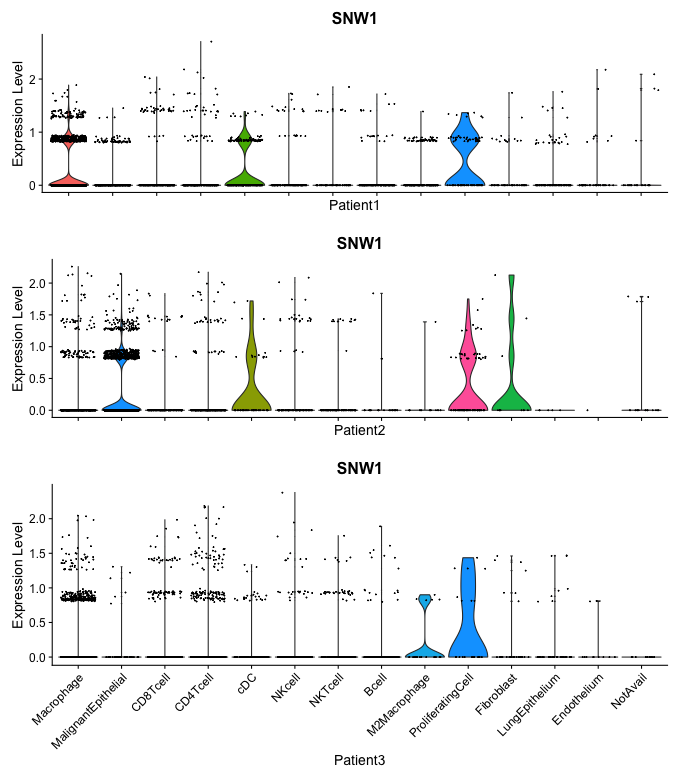 SNW1
Expression Level
2
1
0
Patient1
SNW1
Expression Level
2.0
1.5
1.0
0.5
0.0
Patient2
SNW1
Expression Level
2.0
1.5
1.0
0.5
0.0
Macrophage
MalignantEpithelial
CD8Tcell
CD4Tcell
cDC
NKcell
NKTcell
Bcell
M2Macrophage
ProliferatingCell
Fibroblast
LungEpithelium
Endothelium
NotAvail
Patient3